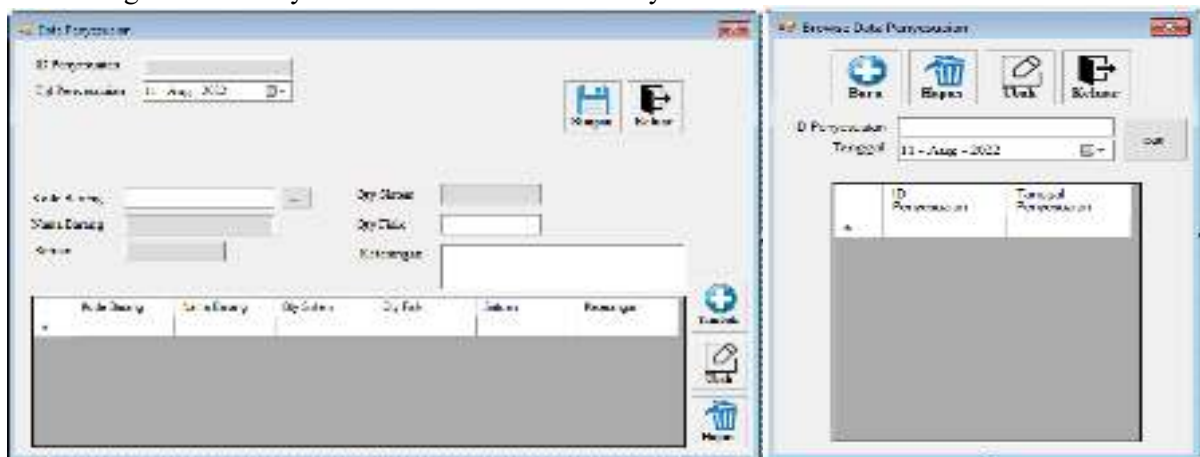 Data Penyesuaian
ID Penyesuaian
Tgl Penyesuaian 11 - Aug - 2022
Simpan Keluar
Kode Barang ... Qty Sistem
Nama Barang Qty Fisik
Satuan Keterangan
Kode Barang Nama Barang Qty Sistem Qty Fisik Satuan Keterangan
Tambah
Ubah
Hapus
Browse Data Penyesuaian
Baru Hapus Ubah Keluar
ID Penyesuaian
Tanggal 11 - Aug - 2022
ID Penyesuaian Tanggal Penyesuaian